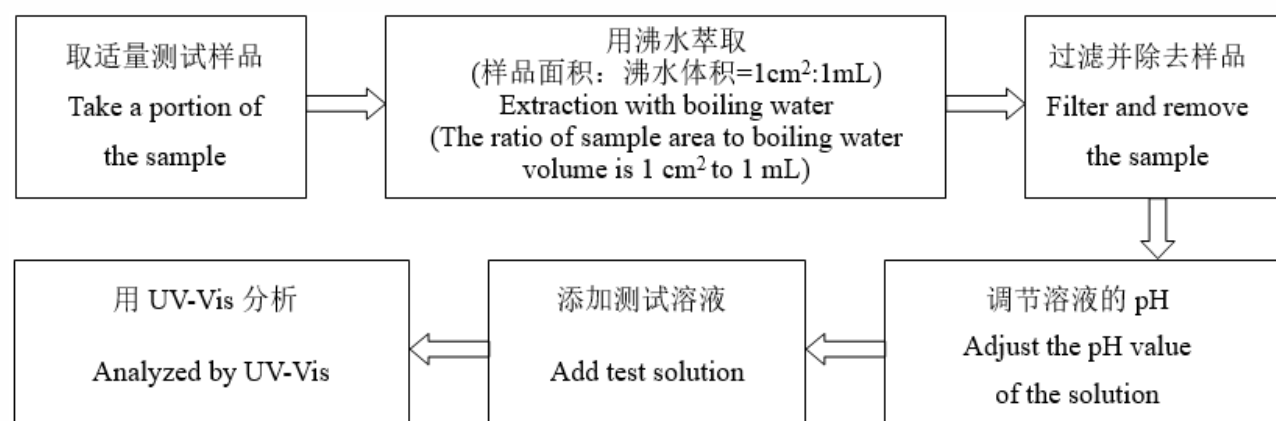 取适量测试样品
Take a portion of
the sample
用沸水萃取
(样品面积：沸水体积=1cm²:1mL)
Extraction with boiling water
(The ratio of sample area to boiling water
volume is 1 cm² to 1 mL)
过滤并除去样品
Filter and remove
the sample
调节溶液的 pH
Adjust the pH value
of the solution
添加测试溶液
Add test solution
用 UV-Vis 分析
Analyzed by UV-Vis